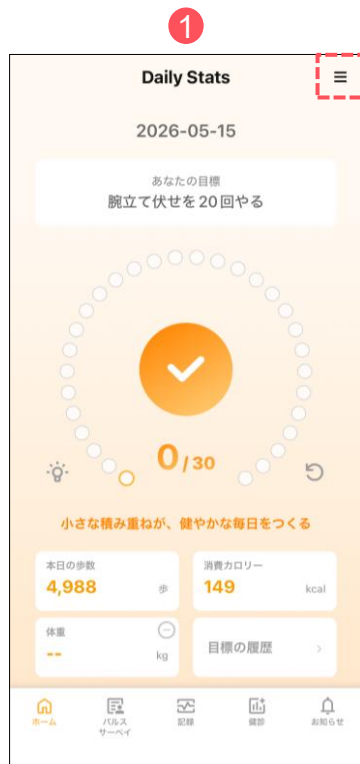 1
Daily Stats
2026-05-15
あなたの目標
腕立て伏せを20回やる
0/30
小さな積み重ねが、健やかな毎日をつくる
本日の歩数
4,988 歩
消費カロリー
149 kcal
体重
-- kg
目標の履歴
ホーム
パルス
サーベイ
記録
健診
お知らせ